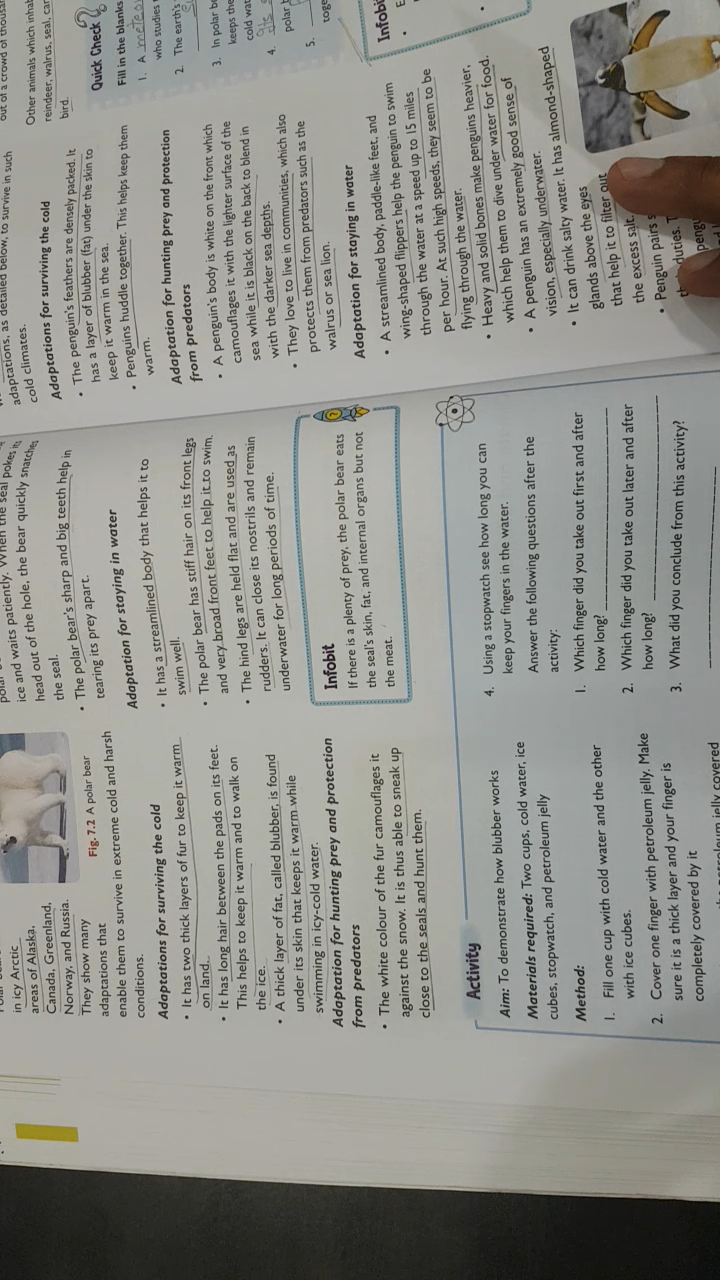 in icy Arctic
areas of Alaska,
Canada, Greenland,
Norway, and Russia.
They show many
adaptations that
enable them to survive in extreme cold and harsh
conditions.
Fig. 7.2 A polar bear
Adaptations for surviving the cold
• It has two thick layers of fur to keep it warm
on land.
• It has long hair between the pads on its feet.
This helps to keep it warm and to walk on
the ice.
• A thick layer of fat, called blubber, is found
under its skin that keeps it warm while
swimming in icy-cold water.
Adaptation for hunting prey and protection
from predators
• The white colour of the fur camouflages it
against the snow. It is thus able to sneak up
close to the seals and hunt them.
ice and waits patiently. When the seal pokes its
head out of the hole, the bear quickly snatches
the seal.
• The polar bear's sharp and big teeth help in
tearing its prey apart.
Adaptation for staying in water
• It has a streamlined body that helps it to
swim well.
• The polar bear has stiff hair on its front legs
and very broad front feet to help it to swim.
• The hind legs are held flat and are used as
rudders. It can close its nostrils and remain
underwater for long periods of time.
Infobit
If there is a plenty of prey, the polar bear eats
the seal's skin, fat, and internal organs but not
the meat.
Activity
Aim: To demonstrate how blubber works
Materials required: Two cups, cold water, ice
cubes, stopwatch, and petroleum jelly
Method:
1. Fill one cup with cold water and the other
with ice cubes.
2. Cover one finger with petroleum jelly. Make
sure it is a thick layer and your finger is
completely covered by it
jelly covered
4. Using a stopwatch see how long you can
keep your fingers in the water.
Answer the following questions after the
activity:
1. Which finger did you take out first and after
how long?
2. Which finger did you take out later and after
how long?
3. What did you conclude from this activity?
adaptations, as detailed below, to survive in such
cold climates.
Adaptations for surviving the cold
• The penguin's feathers are densely packed. It
has a layer of blubber (fat) under the skin to
keep it warm in the sea.
• Penguins huddle together. This helps keep them
warm.
Adaptation for hunting prey and protection
from predators
• A penguin's body is white on the front which
camouflages it with the lighter surface of the
sea while it is black on the back to blend in
with the darker sea depths.
• They love to live in communities, which also
protects them from predators such as the
walrus or sea lion.
Adaptation for staying in water
• A streamlined body, paddle-like feet, and
wing-shaped flippers help the penguin to swim
through the water at a speed up to 15 miles
per hour. At such high speeds, they seem to be
flying through the water.
• Heavy and solid bones make penguins heavier,
which help them to dive under water for food.
• A penguin has an extremely good sense of
vision, especially underwater.
• It can drink salty water. It has almond-shaped
glands above the eyes
that help it to filter out
the excess salt.
• Penguin pairs
duties.
out of a crowd of
Other animals which
reindeer, walrus, seal,
bird.
Quick Check
Fill in the blanks
1. A
who studies
2. The earth's
3. In polar
keeps the
cold
4.
polar
5.
Infobit